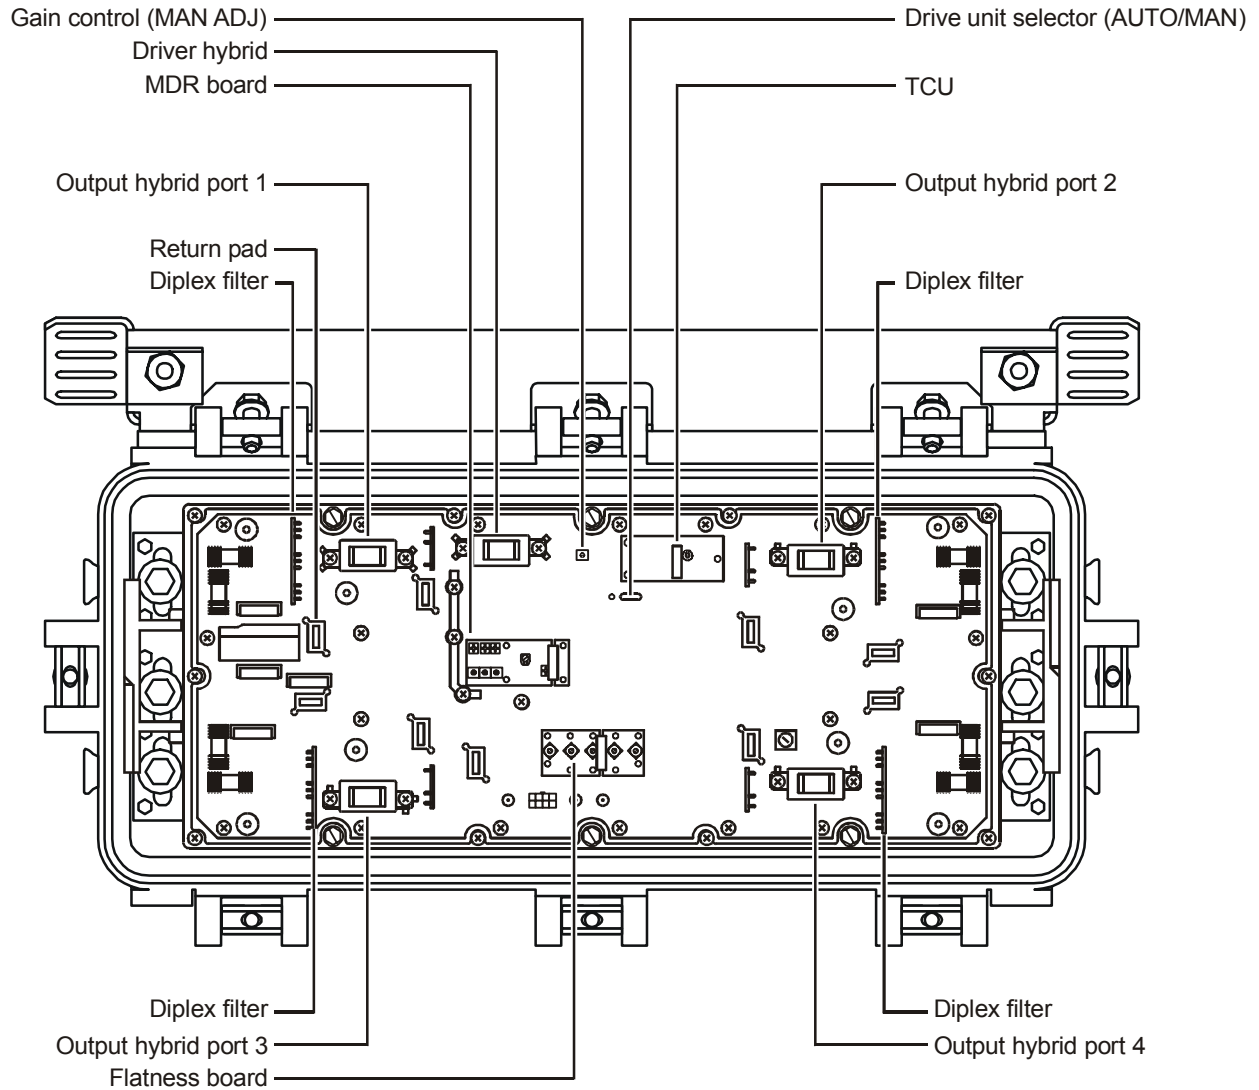 Gain control (MAN ADJ)
Drive unit selector (AUTO/MAN)
Driver hybrid
MDR board
TCU
Output hybrid port 1
Output hybrid port 2
Return pad
Diplex filter
Diplex filter
Diplex filter
Diplex filter
Output hybrid port 3
Output hybrid port 4
Flatness board